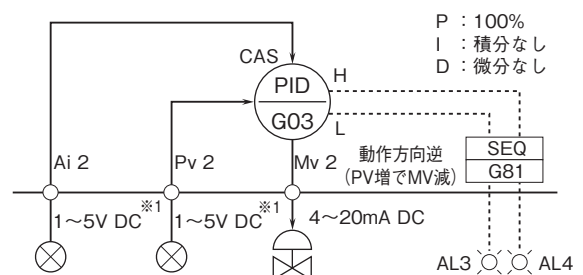 P : 100%
I : 積分なし
D : 微分なし
CAS
PID
G03
H
L
Ai 2
Pv 2
Mv 2
動作方向逆
(PV増でMV減)
SEQ
G81
1～5V DC※1
1～5V DC※1
4～20mA DC
AL3
AL4